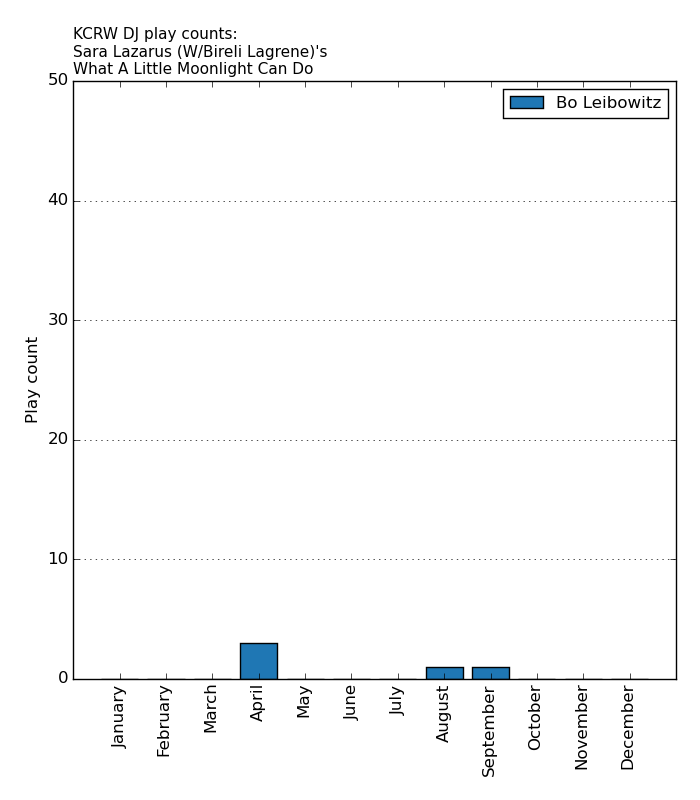 KCRW DJ play counts:
Sara Lazarus (W/Bireli Lagrene)'s
What A Little Moonlight Can Do
Bo Leibowitz
50
40
30
20
10
0
Play count
January
February
March
April
May
June
July
August
September
October
November
December